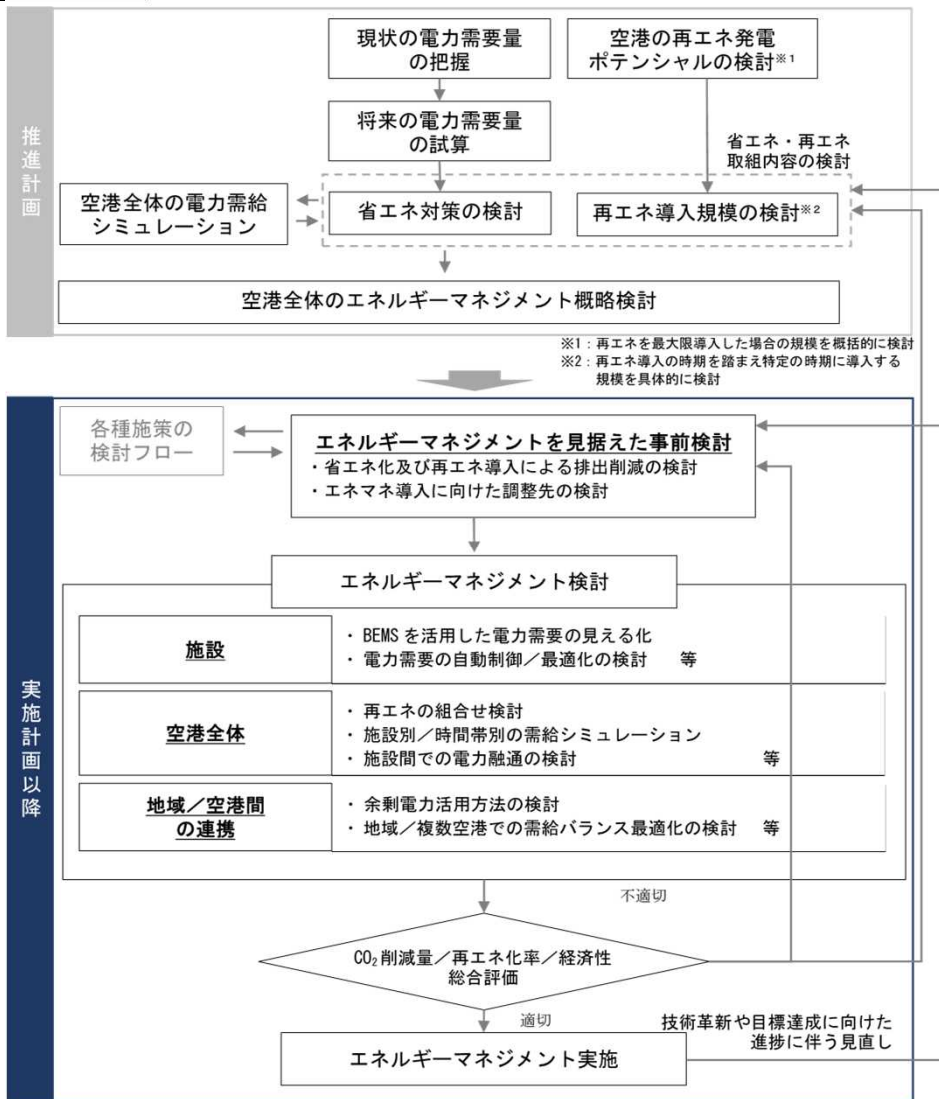 推進計画
現状の電力需要量
の把握
空港の再エネ発電
ポテンシャルの検討※1
将来の電力需要量
の試算
省エネ・再エネ
取組内容の検討
空港全体の電力需給
シミュレーション
省エネ対策の検討
再エネ導入規模の検討※2
空港全体のエネルギーマネジメント概略検討
※1：再エネを最大限導入した場合の規模を概括的に検討
※2：再エネ導入の時期を踏まえ特定の時期に導入する
規模を具体的に検討
実施計画以降
各種施策の
検討フロー
エネルギーマネジメントを見据えた事前検討
・省エネ化及び再エネ導入による排出削減の検討
・エネマネ導入に向けた調整先の検討
エネルギーマネジメント検討
施設
・ BEMSを活用した電力需要の見える化
・ 電力需要の自動制御／最適化の検討 等
空港全体
・ 再エネの組合せ検討
・ 施設別／時間帯別の需給シミュレーション
・ 施設間での電力融通の検討 等
地域／空港間
の連携
・ 余剰電力活用方法の検討
・ 地域／複数空港での需給バランス最適化の検討 等
不適切
CO₂削減量／再エネ化率／経済性
総合評価
適切
技術革新や目標達成に向けた
進捗に伴う見直し
エネルギーマネジメント実施